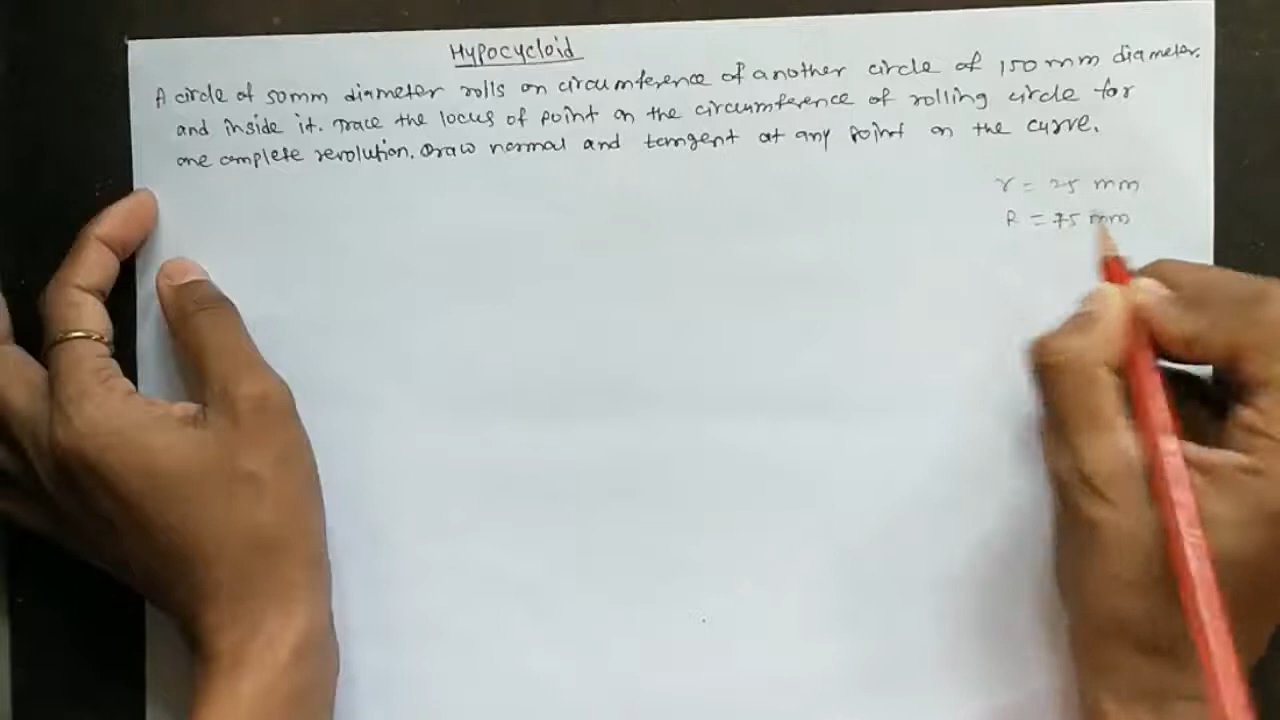 Hypocycloid
A circle of 50mm diameter rolls on circumference of another circle of 150 mm diameter.
and inside it. Trace the locus of point on the circumference of rolling circle for
one complete revolution. Draw normal and tangent at any point on the curve.
r = 25 mm
R = 75 mm